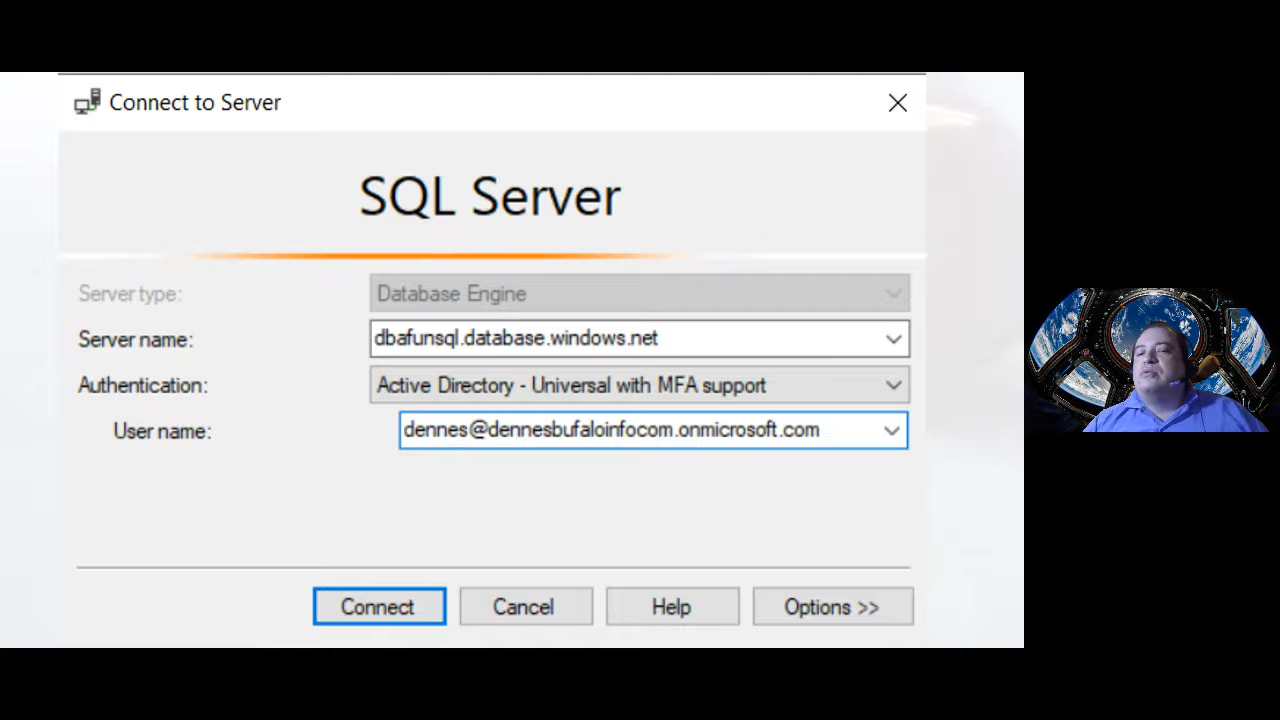 Connect to Server
SQL Server
Server type: Database Engine
Server name: dbafunsql.database.windows.net
Authentication: Active Directory - Universal with MFA support
User name: dennes@dennesbufaloinfocom.onmicrosoft.com
Connect Cancel Help Options >>